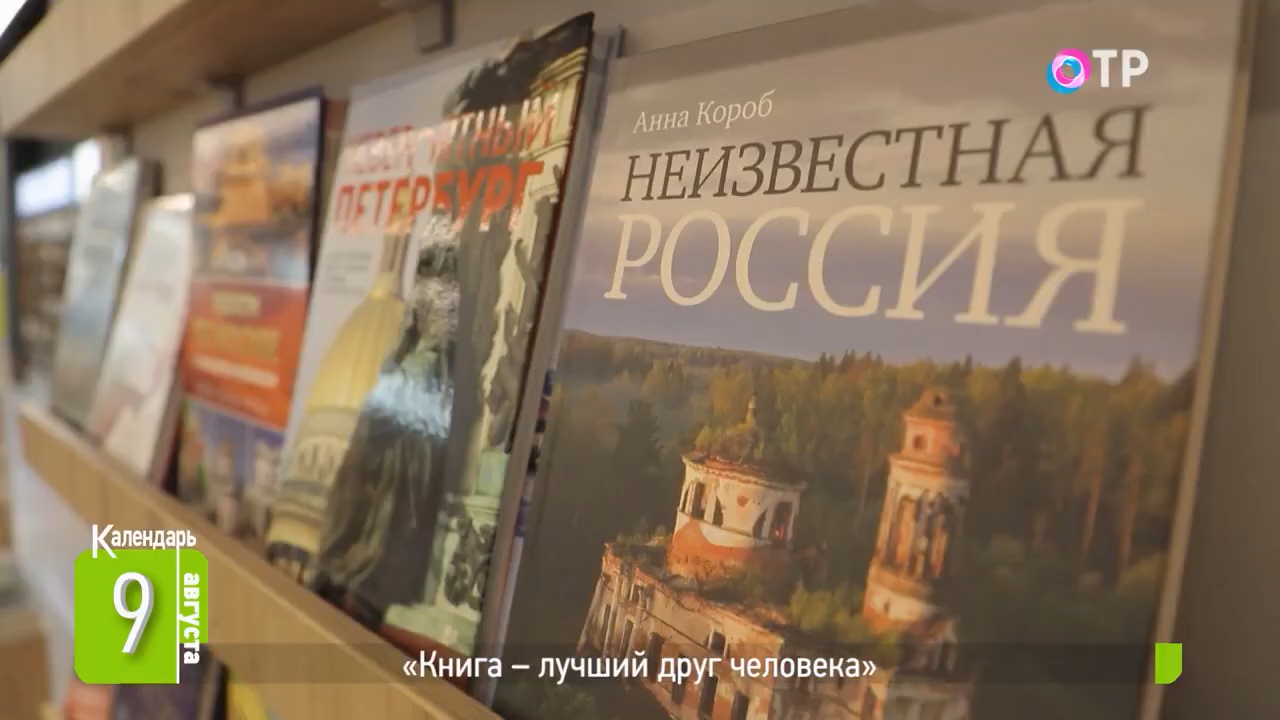 ОТР
Анна Короб
НЕИЗВЕСТНАЯ
РОССИЯ
ПЕТЕРБУРГ
Календарь
9
августа
«Книга – лучший друг человека»